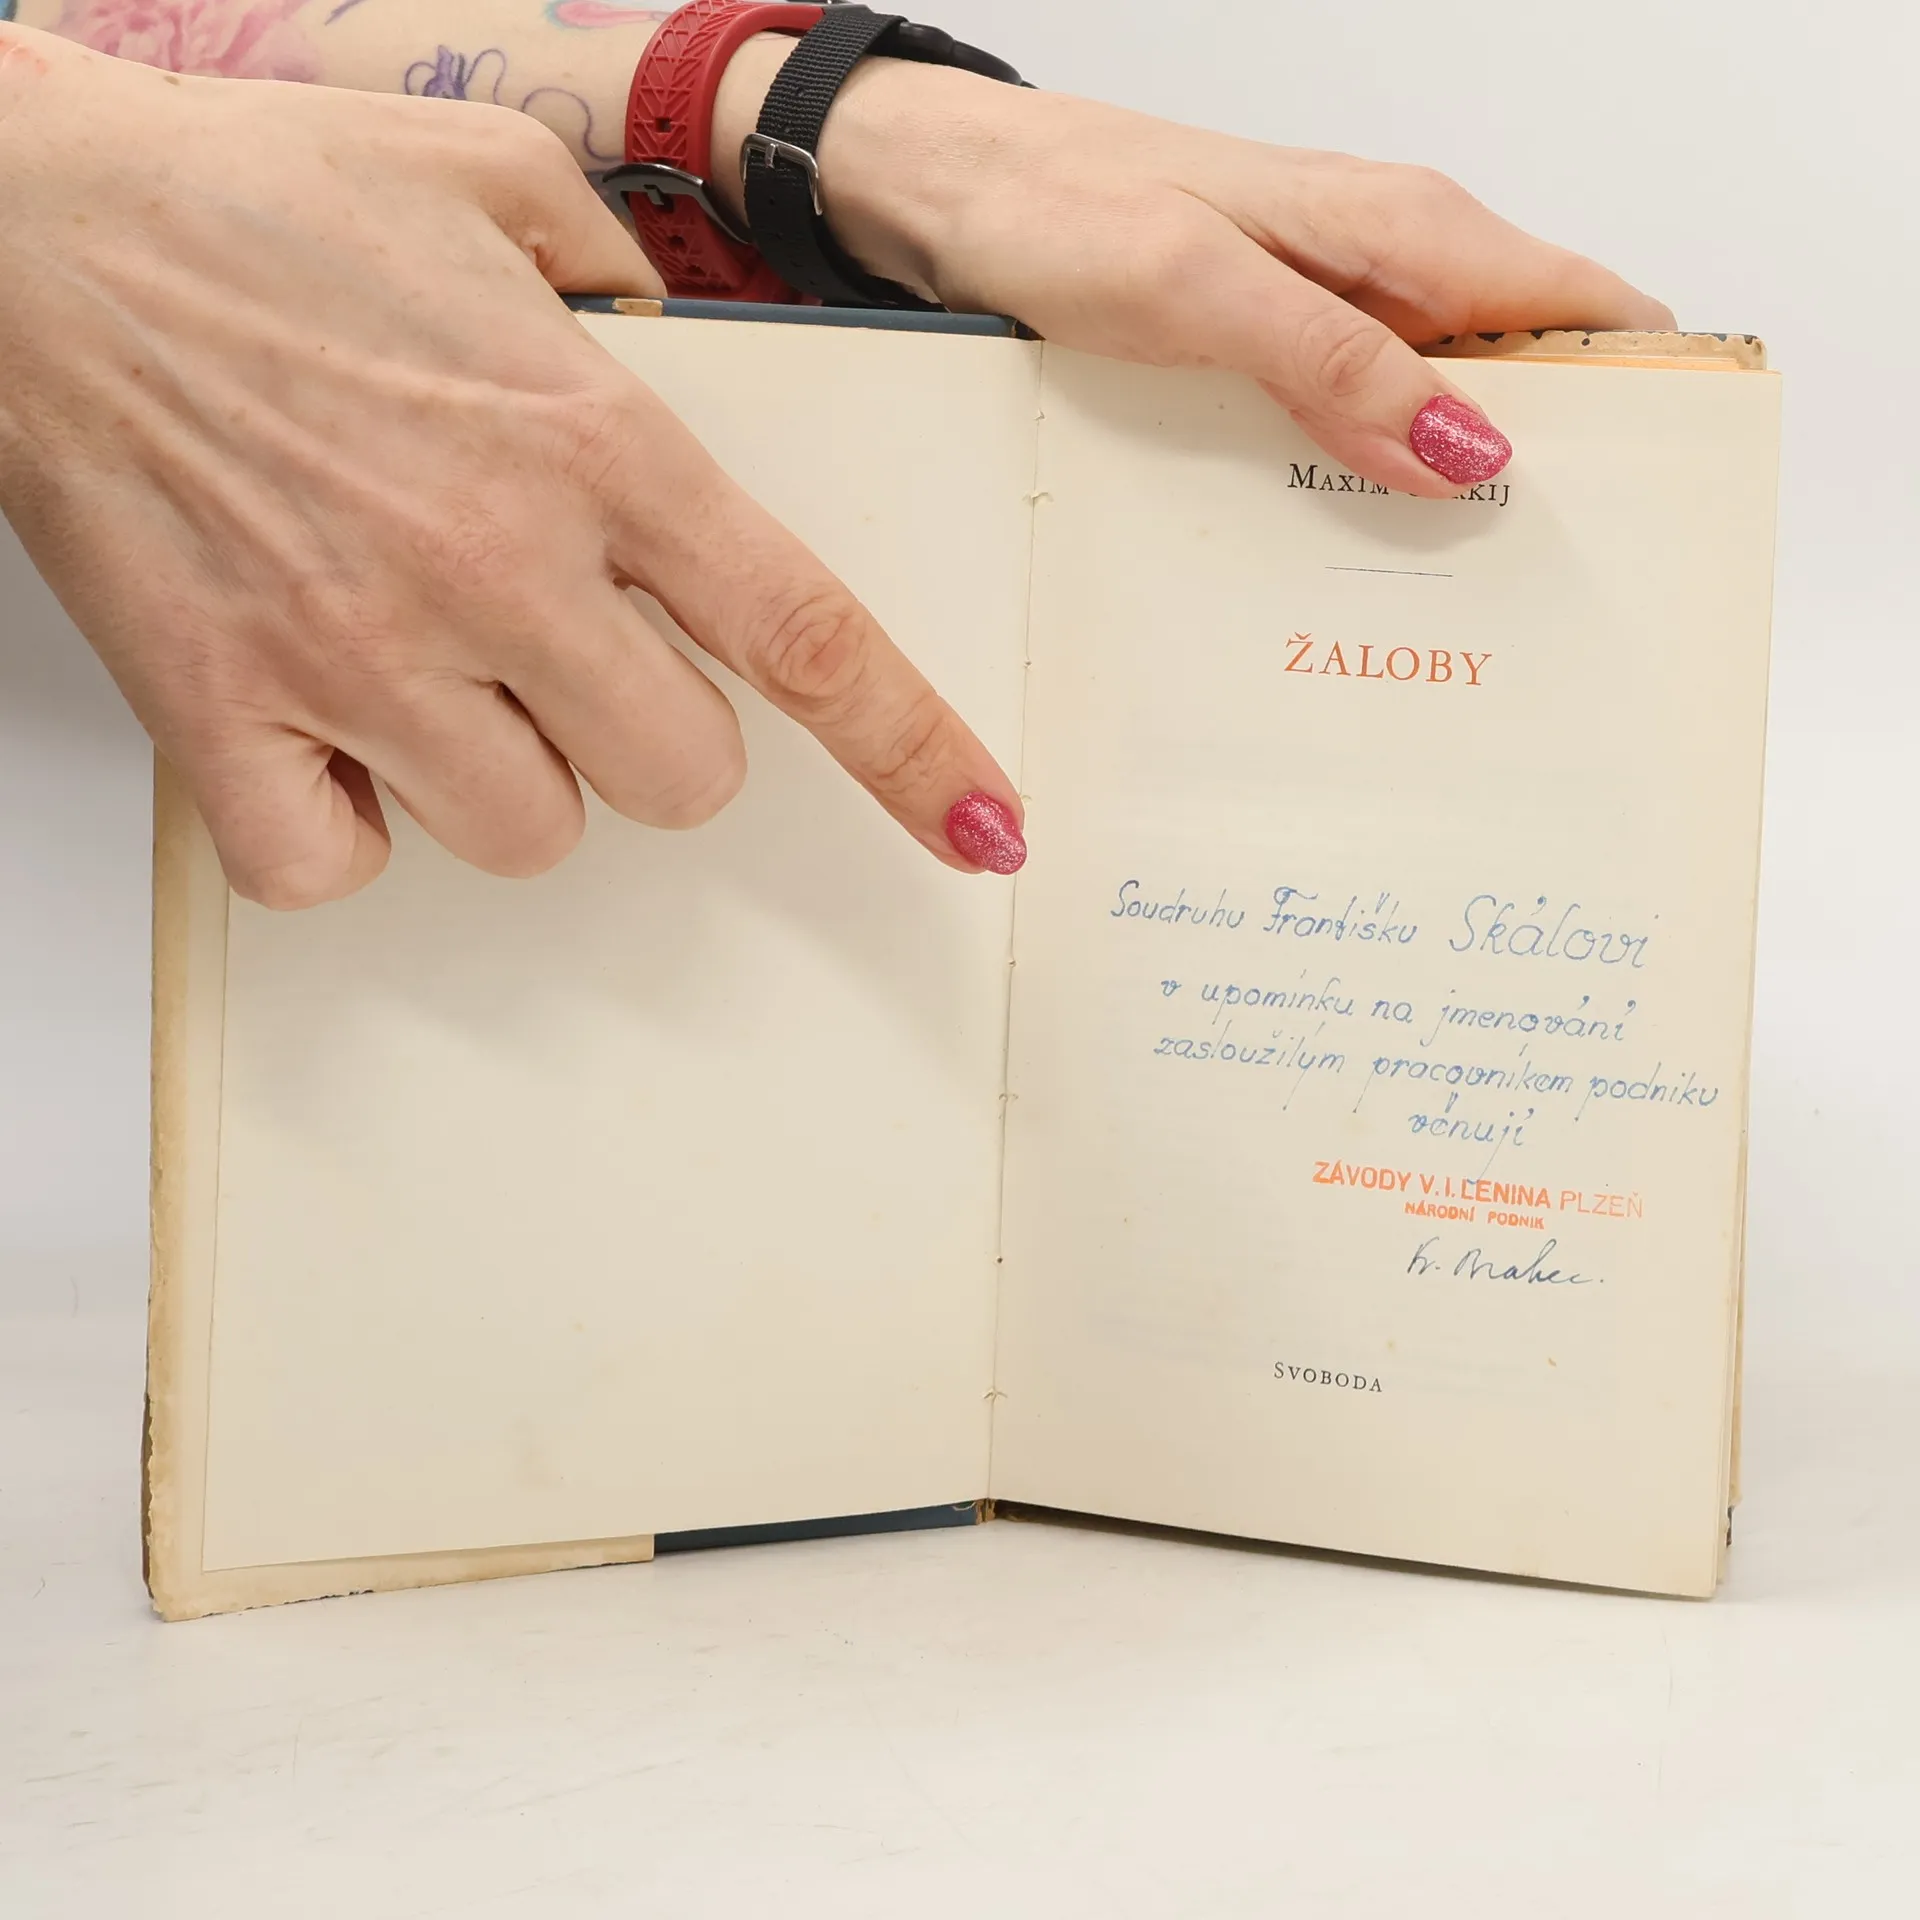 MAXIM
ŽALOBY
Soudruhu Františku Skálovi
v upomínku na jmenování
zasloužilým pracovníkem podniku
věnují
ZÁVODY V. I. LENINA PLZEŇ
NÁRODNÍ PODNIK
SVOBODA